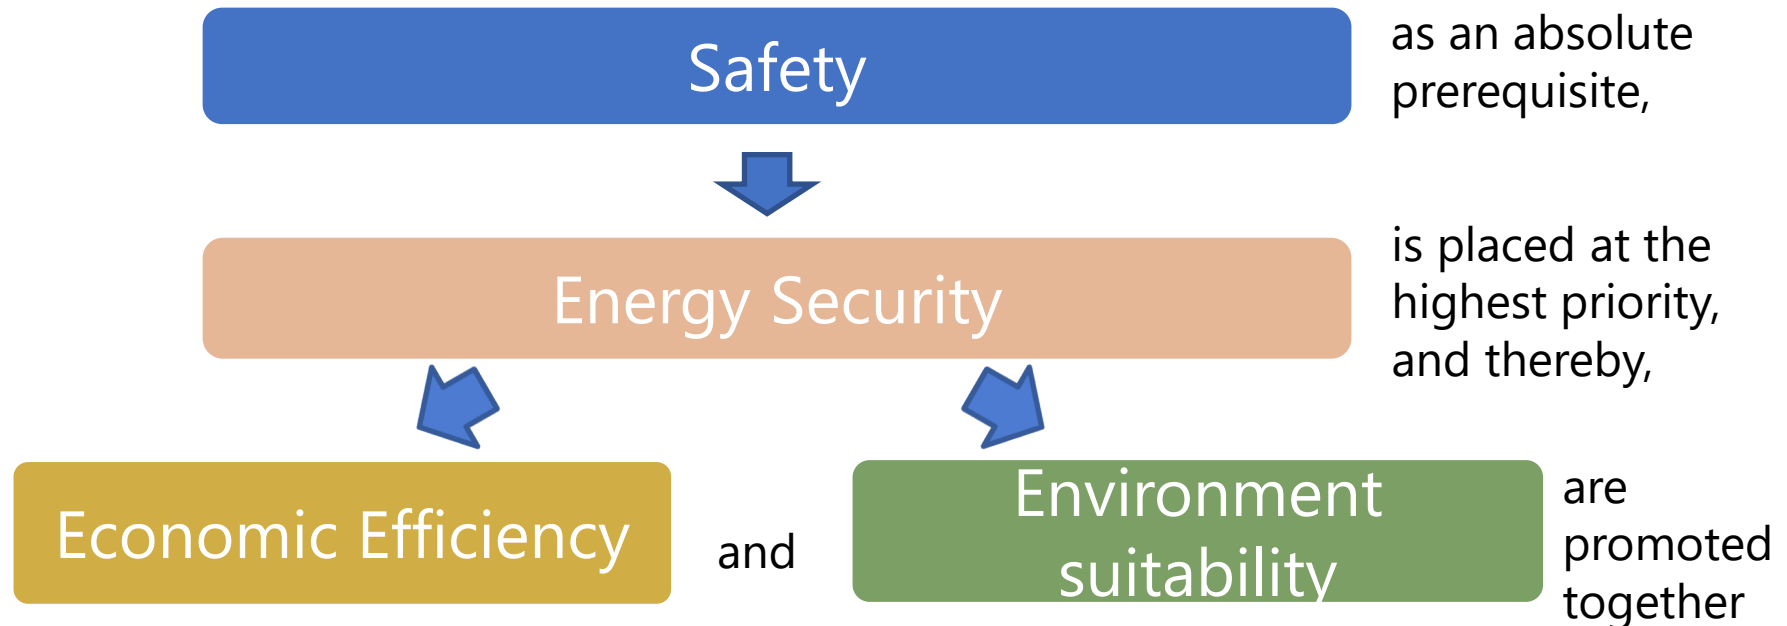 Safety
as an absolute
prerequisite,
Energy Security
is placed at the
highest priority,
and thereby,
Economic Efficiency
and
Environment
suitability
are
promoted
together